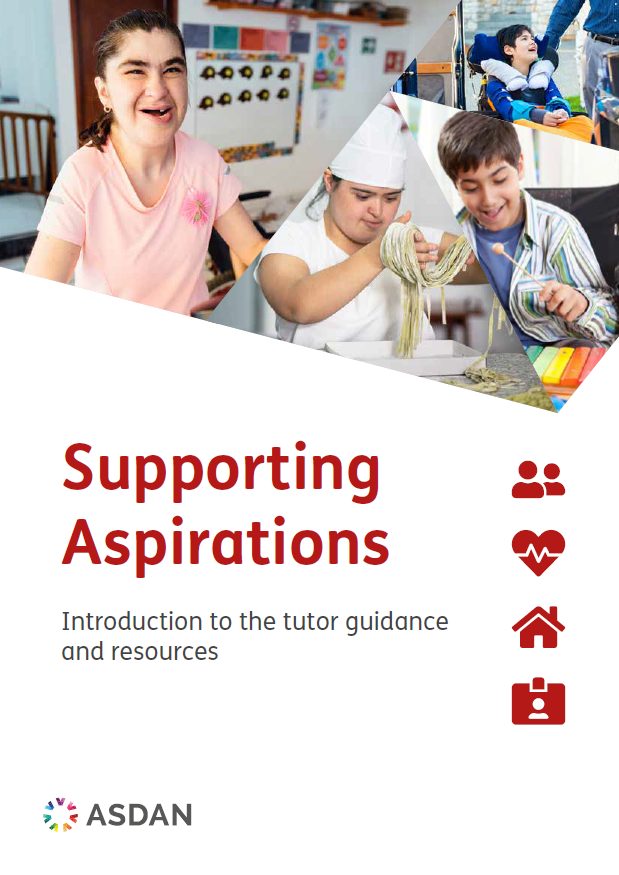 Supporting
Aspirations
Introduction to the tutor guidance
and resources
ASDAN